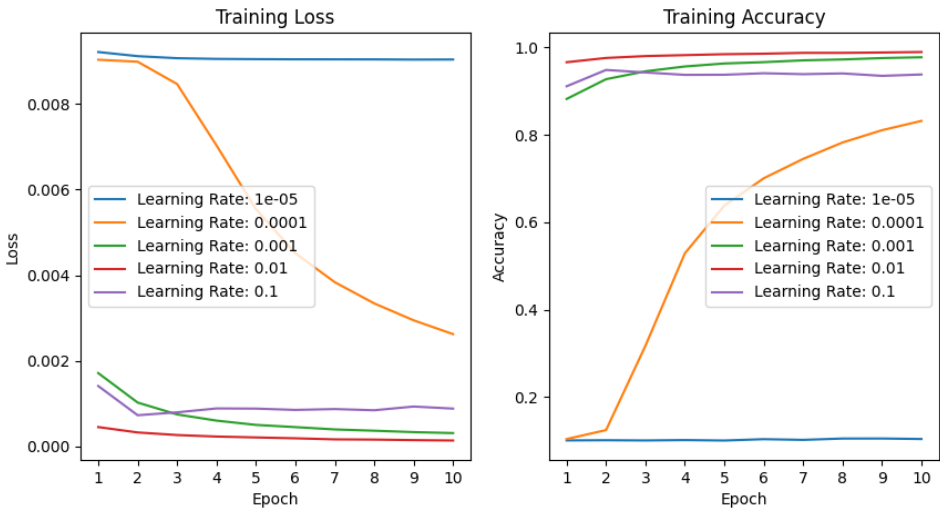 Training Loss
Loss
0.008
0.006
0.004
0.002
0.000
Learning Rate: 1e-05
Learning Rate: 0.0001
Learning Rate: 0.001
Learning Rate: 0.01
Learning Rate: 0.1
1 2 3 4 5 6 7 8 9 10
Epoch
Training Accuracy
Accuracy
1.0
0.8
0.6
0.4
0.2
Learning Rate: 1e-05
Learning Rate: 0.0001
Learning Rate: 0.001
Learning Rate: 0.01
Learning Rate: 0.1
1 2 3 4 5 6 7 8 9 10
Epoch